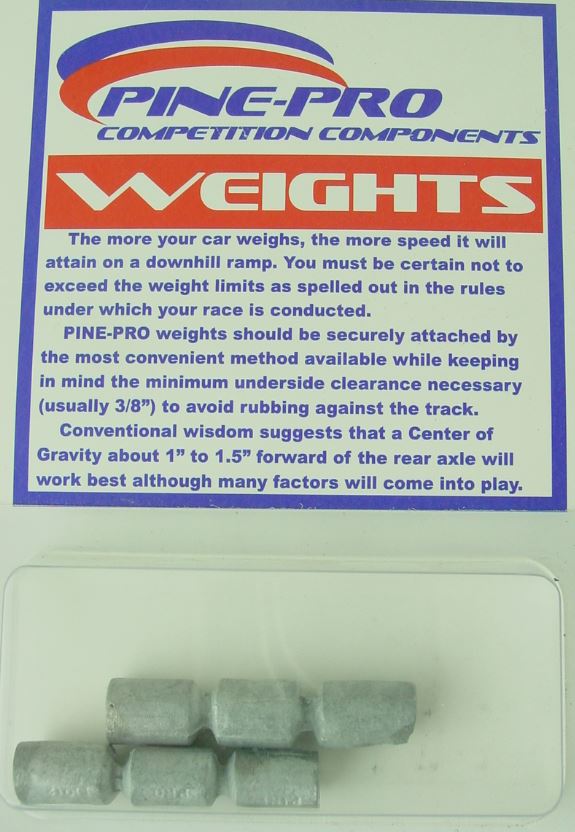 PINE-PRO
COMPETITION COMPONENTS
WEIGHTS
The more your car weighs, the more speed it will
attain on a downhill ramp. You must be certain not to
exceed the weight limits as spelled out in the rules
under which your race is conducted.
PINE-PRO weights should be securely attached by
the most convenient method available while keeping
in mind the minimum underside clearance necessary
(usually 3/8”) to avoid rubbing against the track.
Conventional wisdom suggests that a Center of
Gravity about 1” to 1.5” forward of the rear axle will
work best although many factors will come into play.